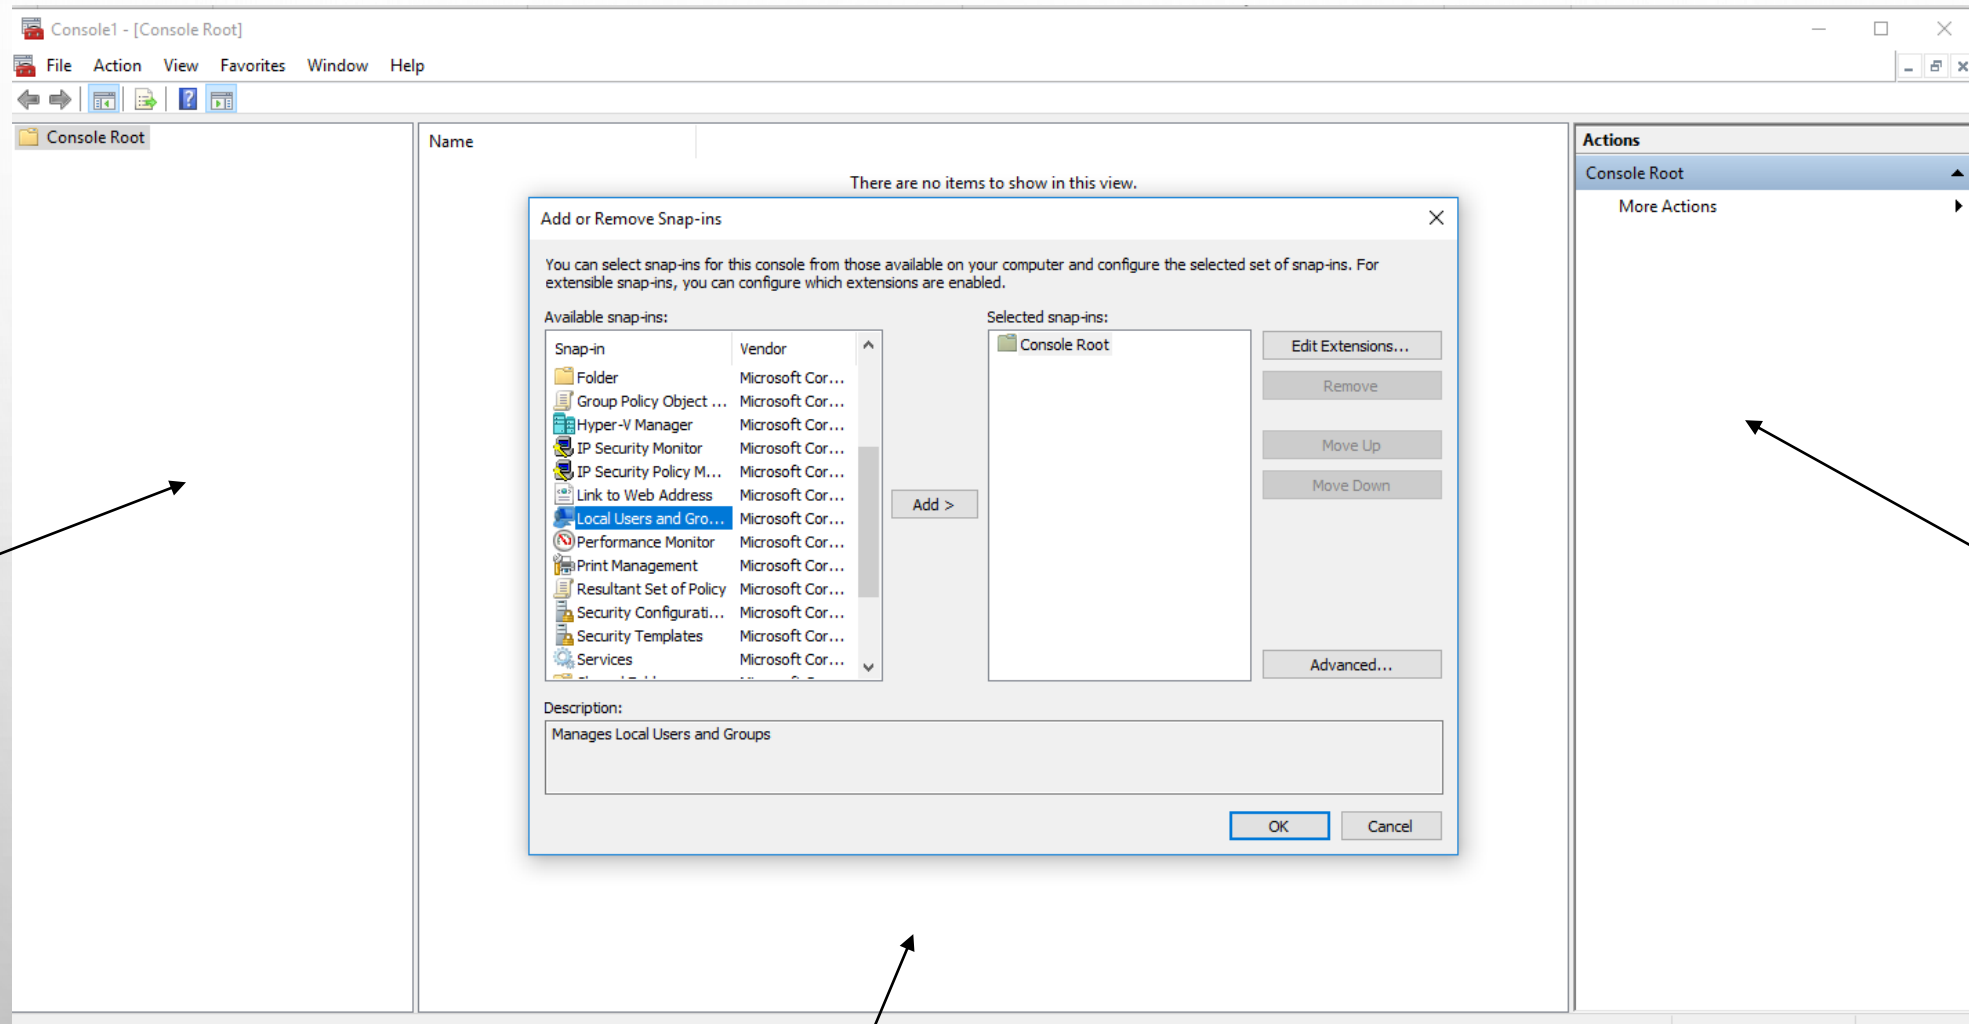 Console1 - [Console Root]
File Action View Favorites Window Help
Console Root
Name
There are no items to show in this view.
Actions
Console Root
More Actions
Add or Remove Snap-ins
You can select snap-ins for this console from those available on your computer and configure the selected set of snap-ins. For
extensible snap-ins, you can configure which extensions are enabled.
Available snap-ins:
Snap-in Vendor
Folder Microsoft Cor...
Group Policy Object ... Microsoft Cor...
Hyper-V Manager Microsoft Cor...
IP Security Monitor Microsoft Cor...
IP Security Policy M... Microsoft Cor...
Link to Web Address Microsoft Cor...
Local Users and Gro... Microsoft Cor...
Performance Monitor Microsoft Cor...
Print Management Microsoft Cor...
Resultant Set of Policy Microsoft Cor...
Security Configurati... Microsoft Cor...
Security Templates Microsoft Cor...
Services Microsoft Cor...
Add >
Selected snap-ins:
Console Root
Edit Extensions...
Remove
Move Up
Move Down
Advanced...
Description:
Manages Local Users and Groups
OK Cancel